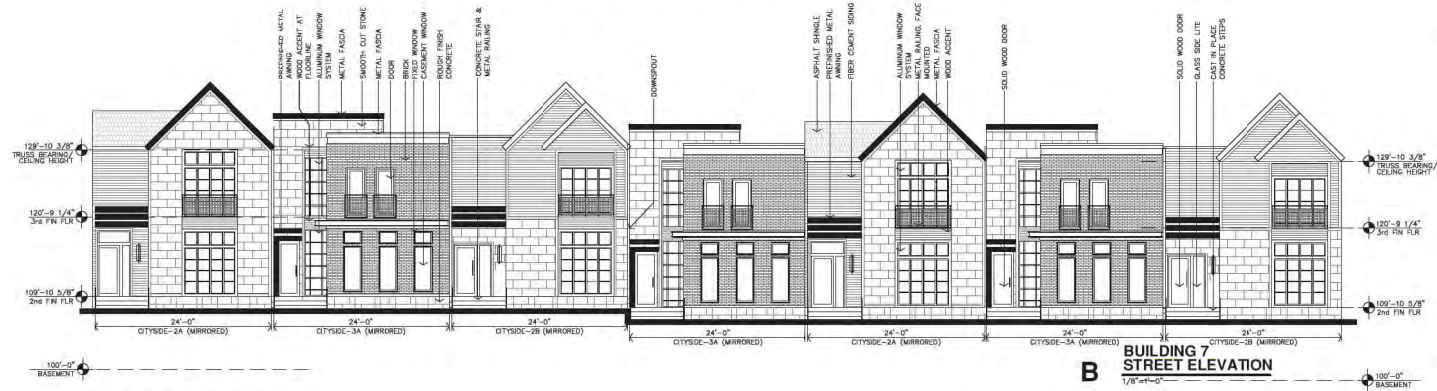 PREFINISHED METAL
AWNING
WOOD ACCENT AT
FLOORLINE
ALUMINUM WINDOW
SYSTEM
METAL FASCIA
SMOOTH CUT STONE
METAL FASCIA
DOOR
BRICK
FIXED WINDOW
CASEMENT WINDOW
ROUGH FINISH
CONCRETE
CONCRETE STAIR &
METAL RAILING
DOWNSPOUT
ASPHALT SHINGLE
PREFINISHED METAL
AWNING
FIBER CEMENT SIDING
ALUMINUM WINDOW
SYSTEM
METAL RAILING, FACE
MOUNTED
METAL FASCIA
WOOD ACCENT
SOLID WOOD DOOR
SOLID WOOD DOOR
GLASS SIDE LITE
CAST IN PLACE
CONCRETE STEPS
129'-10 3/8"
TRUSS BEARING/
CEILING HEIGHT
120'-9 1/4"
3rd FIN FLR
109'-10 5/8"
2nd FIN FLR
100'-0"
BASEMENT
129'-10 3/8"
TRUSS BEARING/
CEILING HEIGHT
120'-9 1/4"
3rd FIN FLR
109'-10 5/8"
2nd FIN FLR
100'-0"
BASEMENT
24'-0"
CITYSIDE-2A (MIRRORED)
24'-0"
CITYSIDE-3A (MIRRORED)
24'-0"
CITYSIDE-2B (MIRRORED)
24'-0"
CITYSIDE-3A (MIRRORED)
24'-0"
CITYSIDE-2A (MIRRORED)
24'-0"
CITYSIDE-3A (MIRRORED)
24'-0"
CITYSIDE-2B (MIRRORED)
B
BUILDING 7
STREET ELEVATION
1/8"=1'-0"